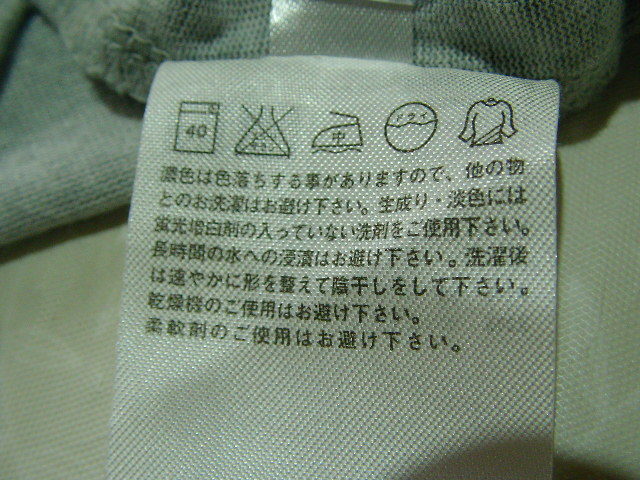 40 中 ドライ
濃色は色落ちする事がありますので、他の物
とのお洗濯はお避け下さい。生成り・淡色には
蛍光増白剤の入っていない洗剤をご使用下さい。
長時間の水への浸漬はお避け下さい。洗濯後
は速やかに形を整えて陰干しをして下さい。
乾燥機のご使用はお避け下さい。
柔軟剤のご使用はお避け下さい。